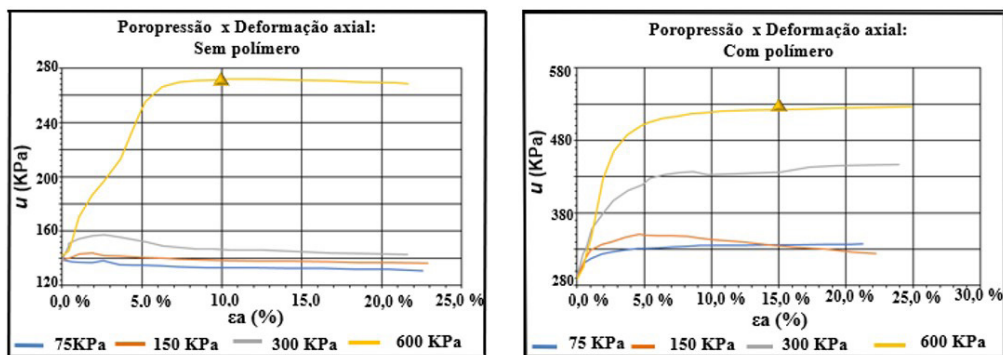 Poropressão x Deformação axial:
Sem polímero
u (KPa)
280
240
200
160
120
0,0 %
5.0 %
10.0
15,0 %
20,0 %
25,0 %
εa (%)
75KPa
150 KPa
300 KPa
600 KPa
Poropressão x Deformação axial:
Com polímero
u (KPa)
580
480
380
280
0,0 %
5,0 %
10,0 %
15,0 %
20,0 %
25,0 %
30,0 %
εa (%)
75 KPa
150 KPa
300 KPa
600 KPa